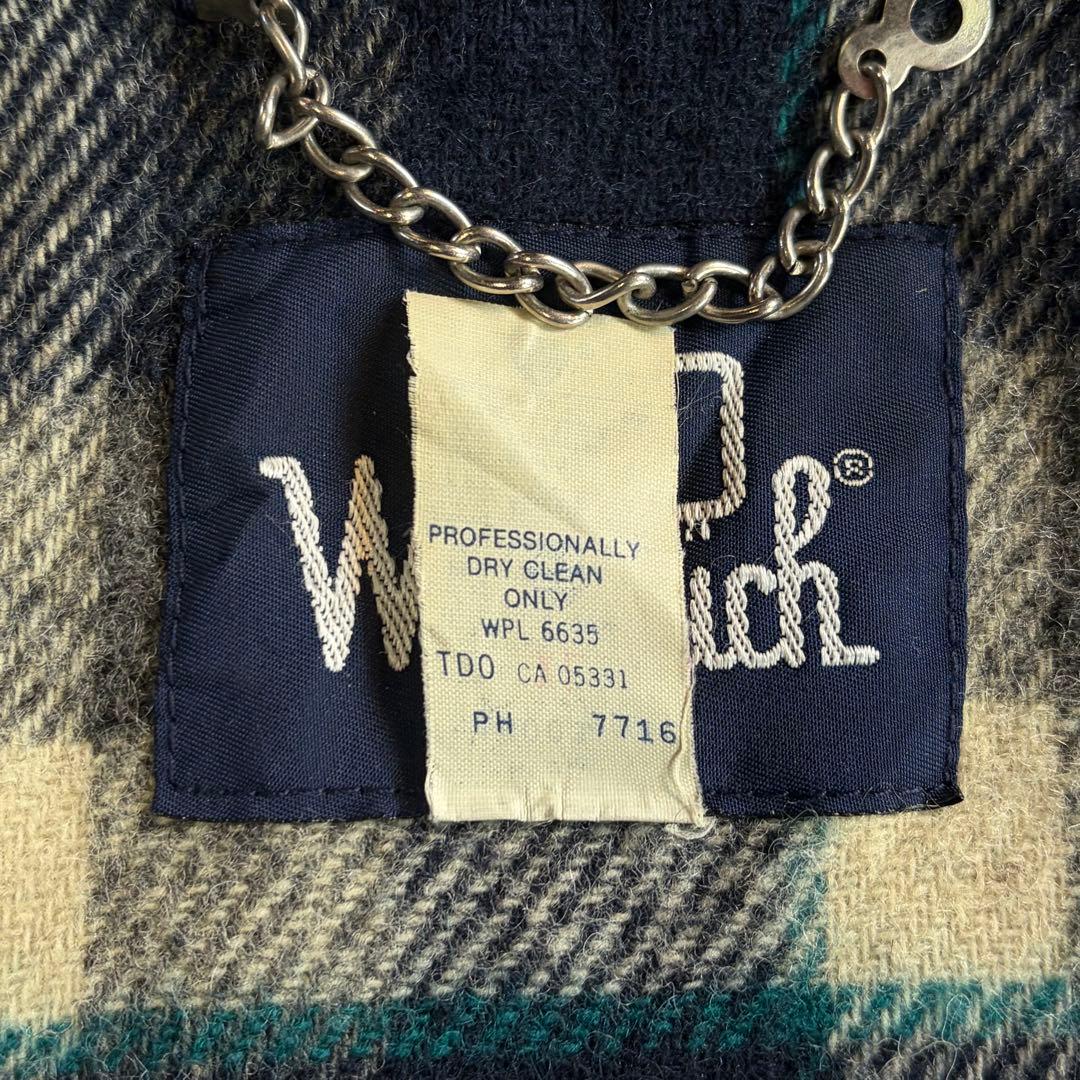 PROFESSIONALLY
DRY CLEAN
ONLY
WPL 6635
TDO CA 05331
PH 7716
®